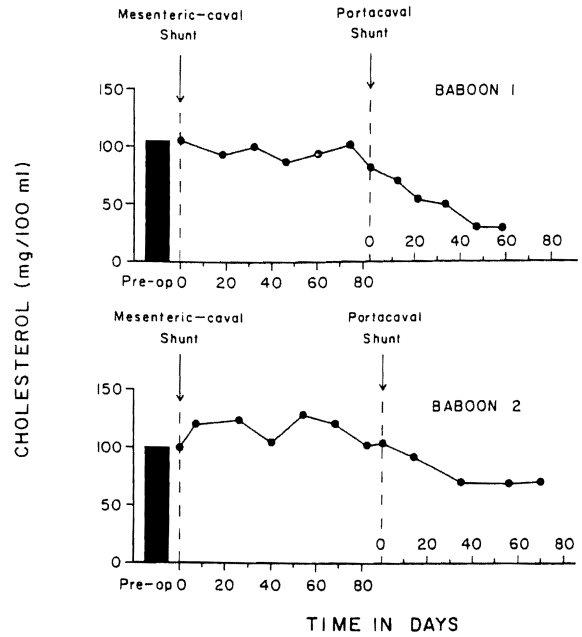 Mesenteric-caval Shunt
Portacaval Shunt
BABOON 1
150
100
50
0
0 20 40 60 80
Pre-op 0 20 40 60 80
CHOLESTEROL (mg/100 ml)
Mesenteric-caval Shunt
Portacaval Shunt
BABOON 2
150
100
50
0
0 20 40 60 80
Pre-op 0 20 40 60 80
TIME IN DAYS